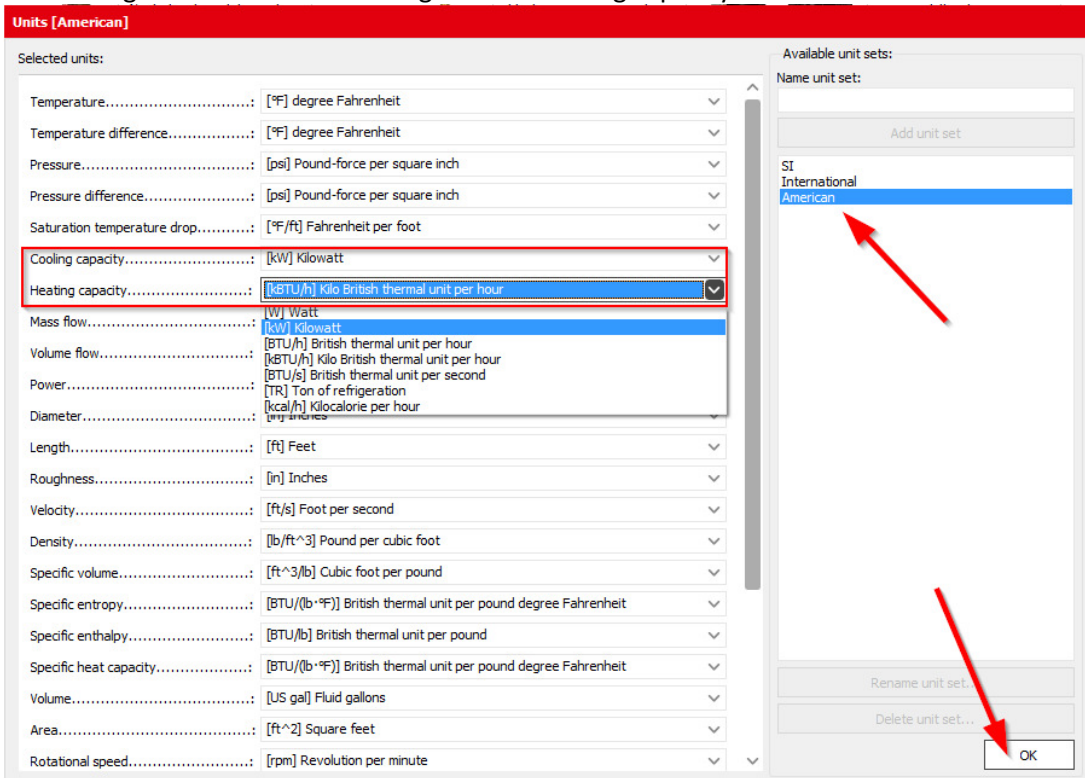 Units [American]
Selected units:
Temperature.............................: [°F] degree Fahrenheit
Temperature difference................: [°F] degree Fahrenheit
Pressure..................................: [psi] Pound-force per square inch
Pressure difference.....................: [psi] Pound-force per square inch
Saturation temperature drop..........: [°F/ft] Fahrenheit per foot
Cooling capacity.........................: [kW] Kilowatt
Heating capacity........................: [kBTU/h] Kilo British thermal unit per hour
[W] Watt
Mass flow.................................:
[kW] Kilowatt
[BTU/h] British thermal unit per hour
Volume flow..............................:
[kBTU/h] Kilo British thermal unit per hour
[BTU/s] British thermal unit per second
Power.....................................:
[TR] Ton of refrigeration
[kcal/h] Kilocalorie per hour
Diameter..................................: [in] Inches
Length....................................: [ft] Feet
Roughness...............................: [in] Inches
Velocity...................................: [ft/s] Foot per second
Density...................................: [lb/ft^3] Pound per cubic foot
Specific volume..........................: [ft^3/lb] Cubic foot per pound
Specific entropy.........................: [BTU/(lb·°F)] British thermal unit per pound degree Fahrenheit
Specific enthalpy........................: [BTU/lb] British thermal unit per pound
Specific heat capacity..................: [BTU/(lb·°F)] British thermal unit per pound degree Fahrenheit
Volume....................................: [US gal] Fluid gallons
Area.......................................: [ft^2] Square feet
Rotational speed........................: [rpm] Revolution per minute
Available unit sets:
Name unit set:
Add unit set
SI
International
American
Rename unit set...
Delete unit set...
OK